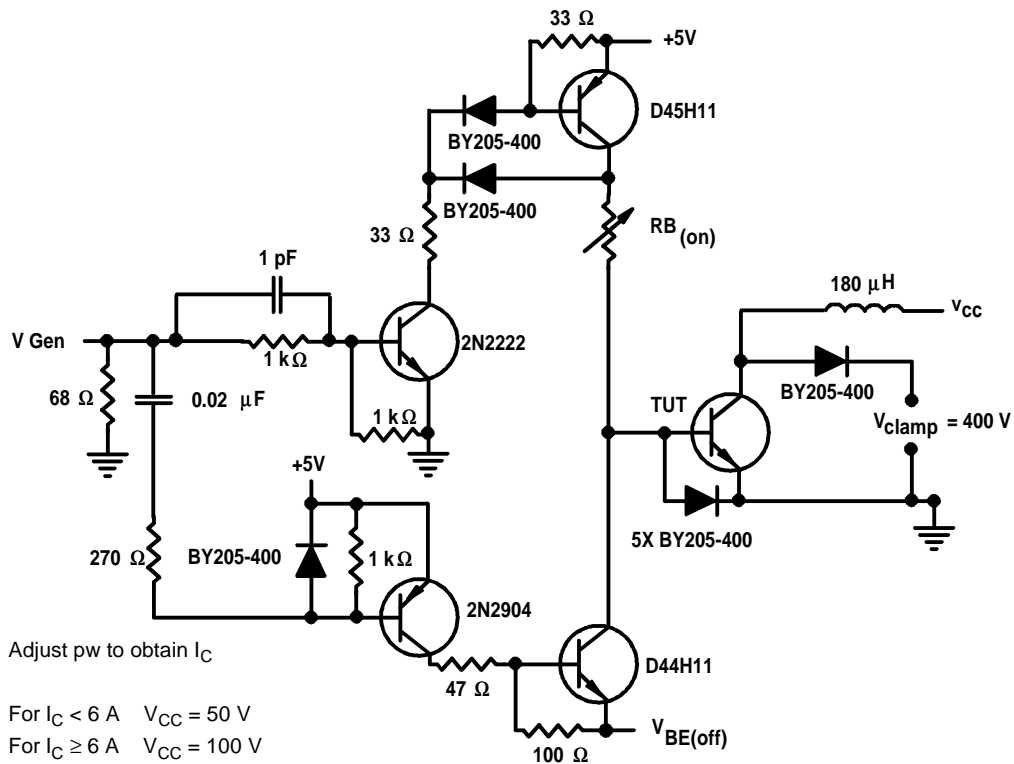 33 Ω
+5V
D45H11
BY205-400
BY205-400
33 Ω
RB(on)
1 pF
180 μH
VCC
V Gen
1 kΩ
2N2222
BY205-400
68 Ω
0.02 μF
TUT
Vclamp = 400 V
1 kΩ
+5V
5X BY205-400
270 Ω
BY205-400
1 kΩ
2N2904
Adjust pw to obtain IC
D44H11
47 Ω
For IC < 6 A VCC = 50 V
VBE(off)
For IC ≥ 6 A VCC = 100 V
100 Ω